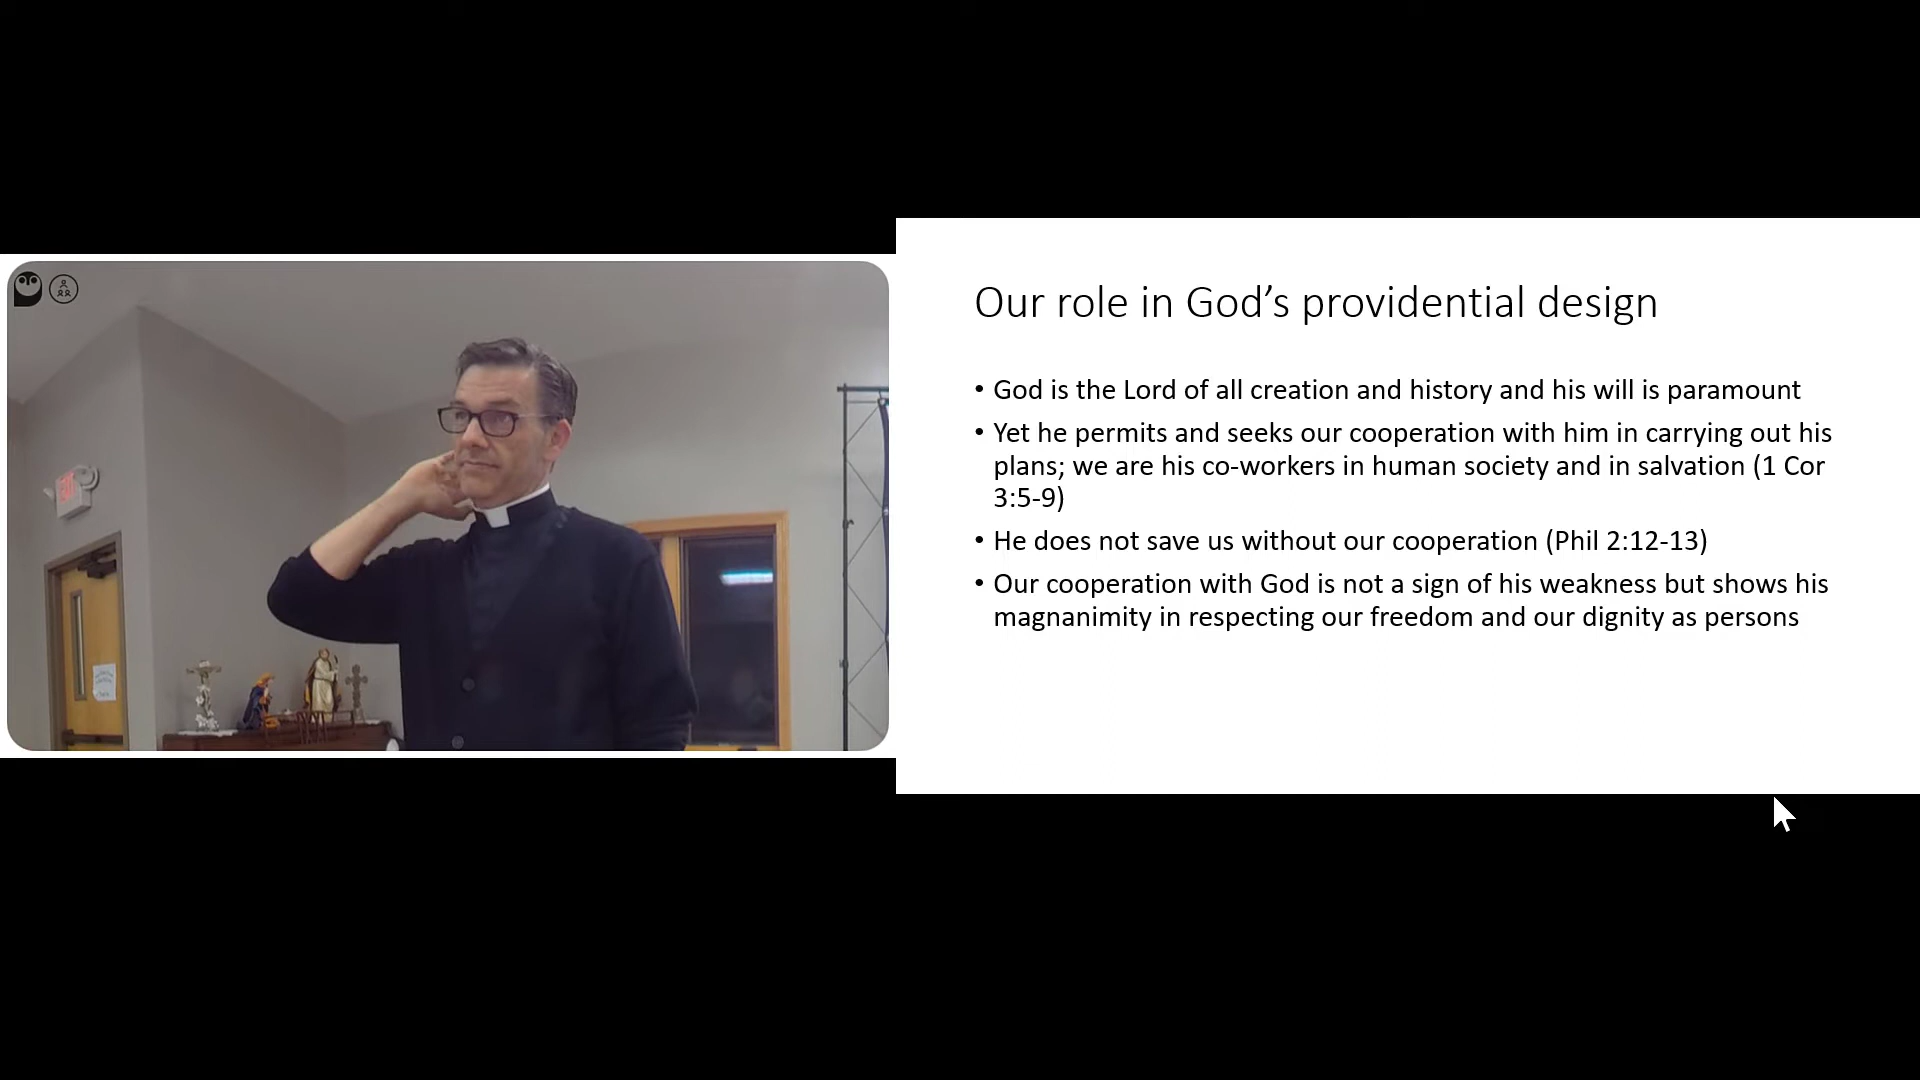 EXIT
Our role in God’s providential design
• God is the Lord of all creation and history and his will is paramount
• Yet he permits and seeks our cooperation with him in carrying out his
plans; we are his co-workers in human society and in salvation (1 Cor
3:5-9)
• He does not save us without our cooperation (Phil 2:12-13)
• Our cooperation with God is not a sign of his weakness but shows his
magnanimity in respecting our freedom and our dignity as persons